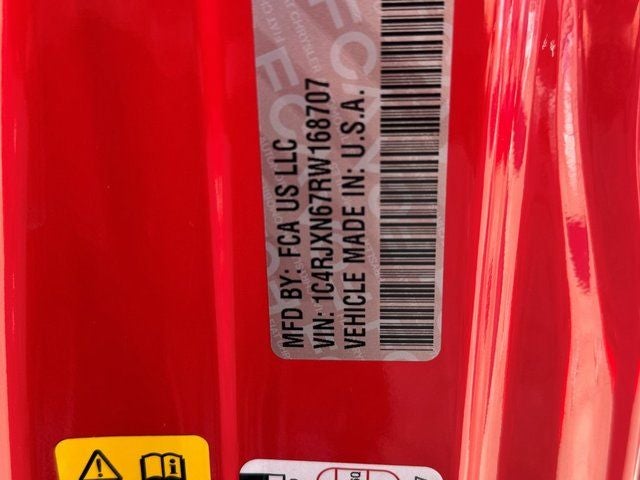 MFD BY: FCA US LLC
VIN: 1C4RJXN67RW168707
VEHICLE MADE IN: U.S.A.